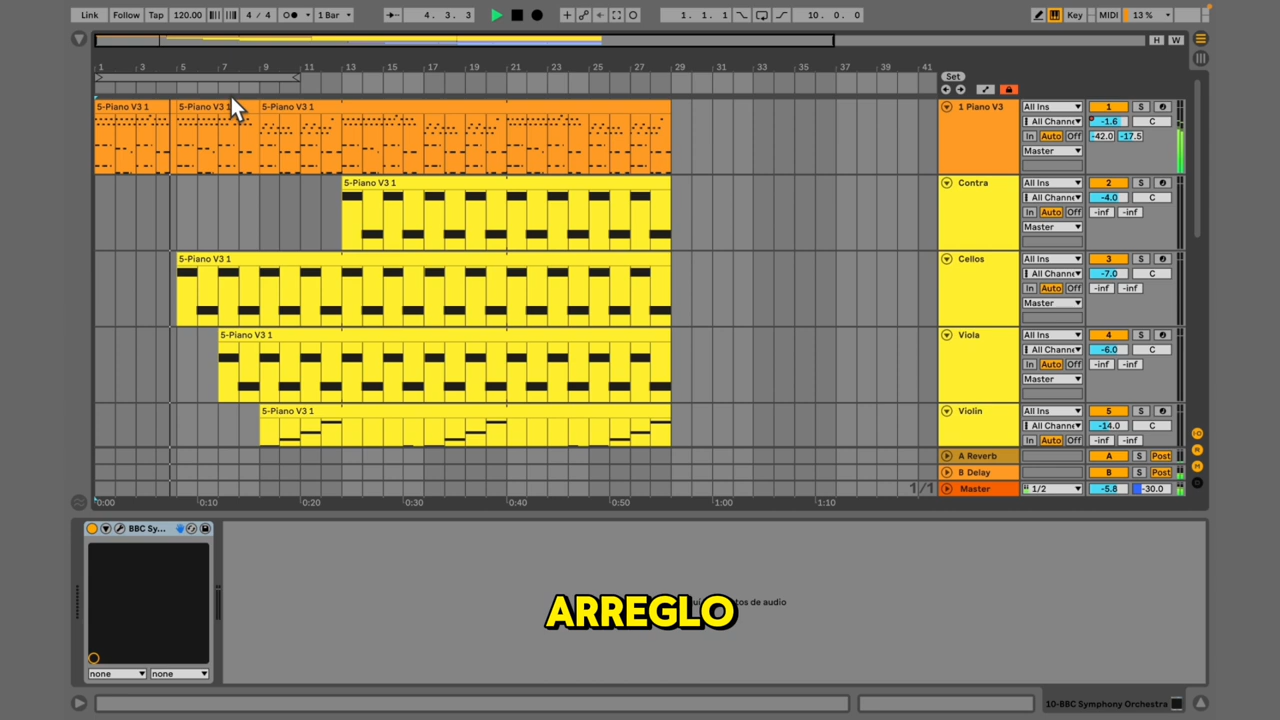 Link Follow Tap 120.00 4 / 4 1 Bar 4. 3. 3 1. 1. 1 10. 0. 0 Key MIDI 13 %
H W
1 3 5 7 9 11 13 15 17 19 21 23 25 27 29 31 33 35 37 39 41
Set
5-Piano V3 1 5-Piano V3 1 5-Piano V3 1 1 Piano V3 All Ins 1 S
All Channe -1.6 C
In Auto Off -42.0 -17.5
Master
5-Piano V3 1 Contra All Ins 2 S
All Channe -4.0 C
In Auto Off -inf -inf
Master
5-Piano V3 1 Cellos All Ins 3 S
All Channe -7.0 C
In Auto Off -inf -inf
Master
5-Piano V3 1 Viola All Ins 4 S
All Channe -6.0 C
In Auto Off -inf -inf
Master
5-Piano V3 1 Violin All Ins 5 S
All Channe -14.0 C
In Auto Off -inf -inf
A Reverb A S Post
B Delay B S Post
1/1 Master 1/2 -5.8 -30.0
0:00 0:10 0:20 0:30 0:40 0:50 1:00 1:10
BBC Sy...
de audio
ARREGLO
none none
10-BBC Symphony Orchestra